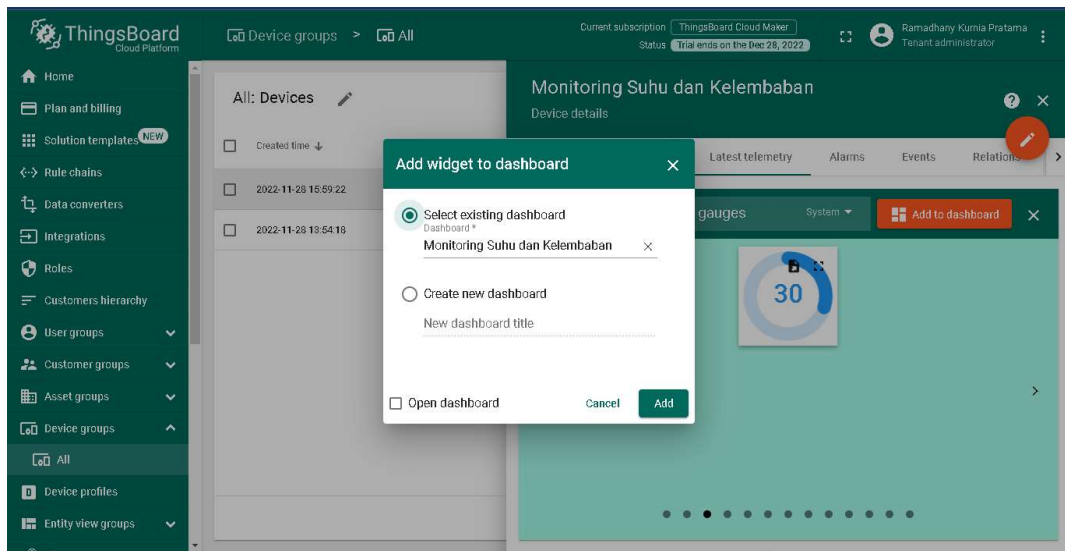 ThingsBoard
Cloud Platform
Device groups > All
Current subscription ThingsBoard Cloud Maker
Status Trial ends on the Dec 28, 2022
Ramadhany Kurnia Pratama
Tenant administrator
Home
Plan and billing
Solution templates NEW
Rule chains
Data converters
Integrations
Roles
Customers hierarchy
User groups
Customer groups
Asset groups
Device groups
All
Device profiles
Entity view groups
All: Devices
Created time
2022-11-28 15:59:22
2022-11-28 13:54:18
Monitoring Suhu dan Kelembaban
Device details
Latest telemetry
Alarms
Events
Relations
gauges
System
Add to dashboard
30
Add widget to dashboard
Select existing dashboard
Dashboard *
Monitoring Suhu dan Kelembaban
Create new dashboard
New dashboard title
Open dashboard
Cancel
Add